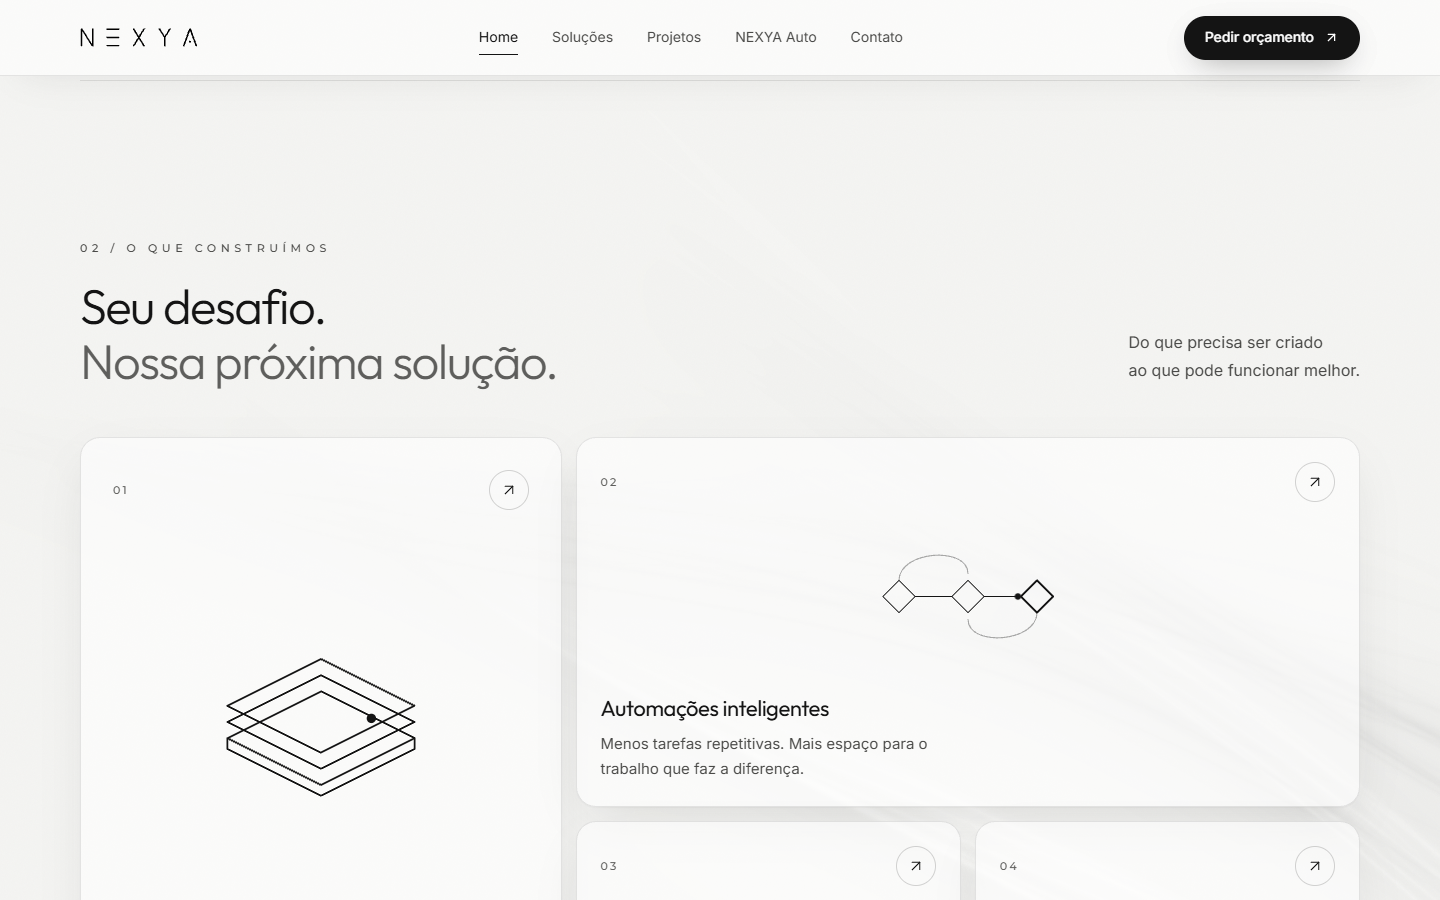 NEXYA
Home
Soluções
Projetos
NEXYA Auto
Contato
Pedir orçamento
02 / O QUE CONSTRUÍMOS
Seu desafio.
Nossa próxima solução.
Do que precisa ser criado
ao que pode funcionar melhor.
01
02
Automações inteligentes
Menos tarefas repetitivas. Mais espaço para o
trabalho que faz a diferença.
03
04